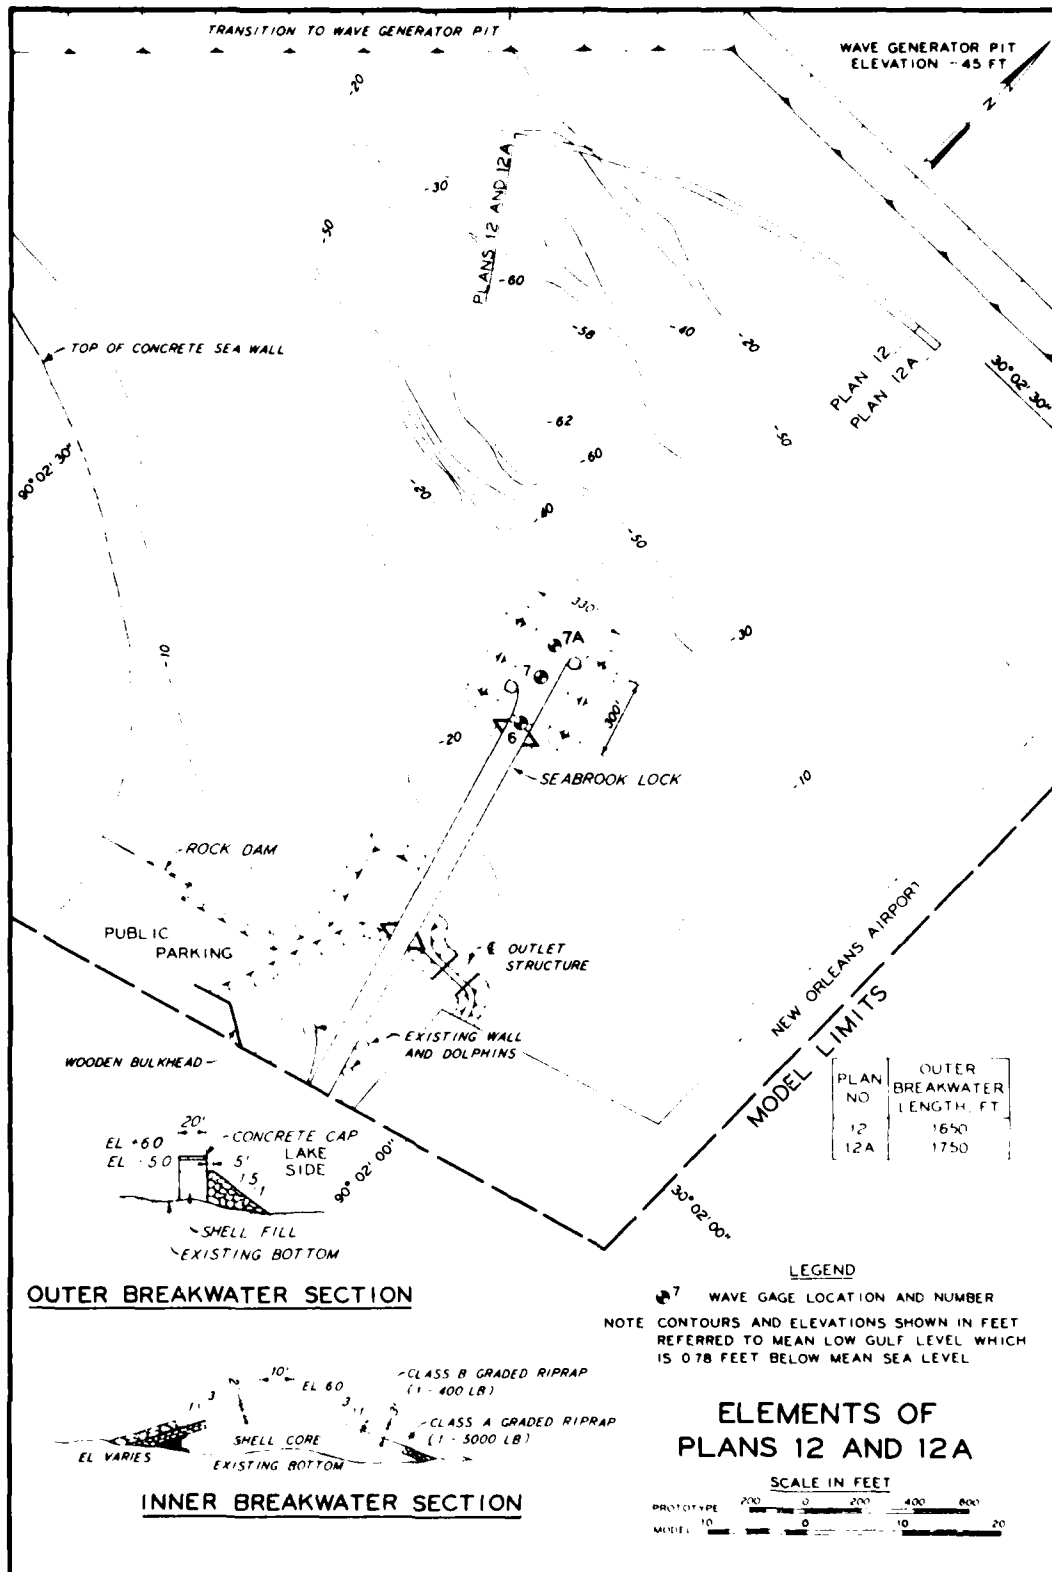 TRANSITION TO WAVE GENERATOR PIT
WAVE GENERATOR PIT
ELEVATION -45 FT
N
-20
-30
-50
PLANS 12 AND 12A
-60
-58
-40
-20
PLAN 12
PLAN 12A
30° 02' 30"
TOP OF CONCRETE SEA WALL
-62
-50
-60
90° 02' 30"
-20
-40
-50
330'
7A
-30
-10
7
300'
-20
6
SEABROOK LOCK
-10
ROCK DAM
PUBLIC
PARKING
℄ OUTLET
STRUCTURE
NEW ORLEANS AIRPORT
MODEL LIMITS
EXISTING WALL
AND DOLPHINS
WOODEN BULKHEAD
PLAN NO
OUTER BREAKWATER LENGTH, FT
12 1650
12A 1750
20'
EL +6.0
EL -5.0
CONCRETE CAP
LAKE
SIDE
5'
1.5:1
90° 02' 00"
30° 02' 00"
SHELL FILL
EXISTING BOTTOM
OUTER BREAKWATER SECTION
LEGEND
7 WAVE GAGE LOCATION AND NUMBER
NOTE CONTOURS AND ELEVATIONS SHOWN IN FEET
REFERRED TO MEAN LOW GULF LEVEL WHICH
IS 0.78 FEET BELOW MEAN SEA LEVEL
10'
EL 6.0
CLASS B GRADED RIPRAP
(1 - 400 LB)
CLASS A GRADED RIPRAP
(1 - 5000 LB)
SHELL CORE
EL VARIES
EXISTING BOTTOM
INNER BREAKWATER SECTION
ELEMENTS OF
PLANS 12 AND 12A
SCALE IN FEET
PROTOTYPE 200 0 200 400 600
MODEL 10 0 10 20